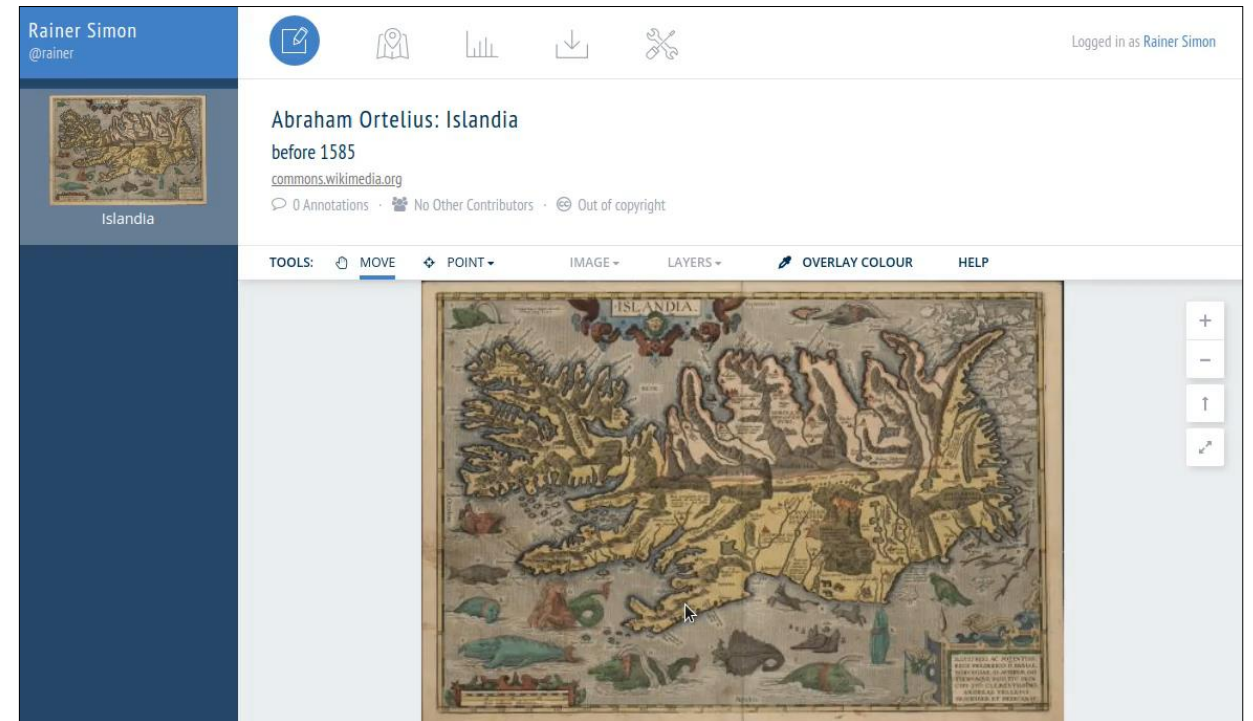 Rainer Simon
@rainer
Logged in as Rainer Simon
Islandia
Abraham Ortelius: Islandia
before 1585
commons.wikimedia.org
0 Annotations · No Other Contributors · Out of copyright
TOOLS: MOVE POINT IMAGE LAYERS OVERLAY COLOUR HELP
ISLANDIA.
+
−